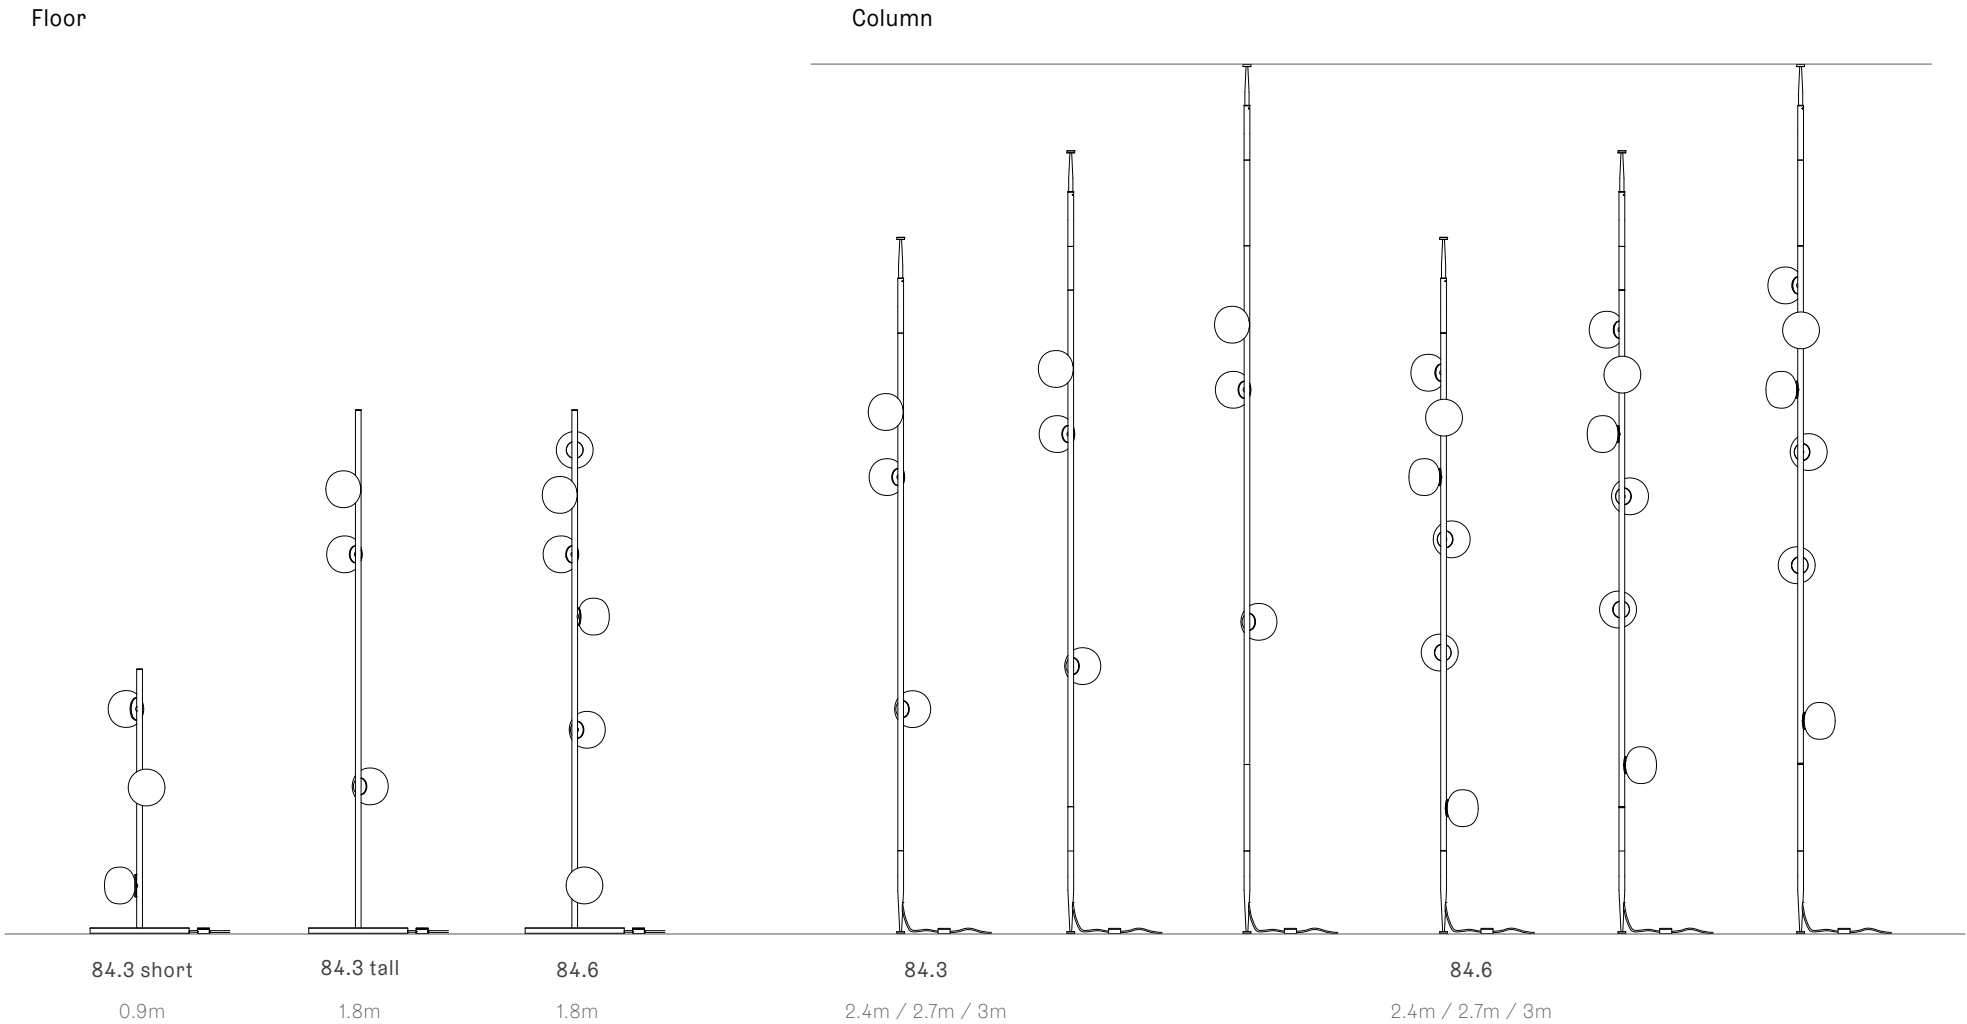 Floor
Column
84.3 short
84.3 tall
84.6
84.3
84.6
0.9m
1.8m
1.8m
2.4m / 2.7m / 3m
2.4m / 2.7m / 3m